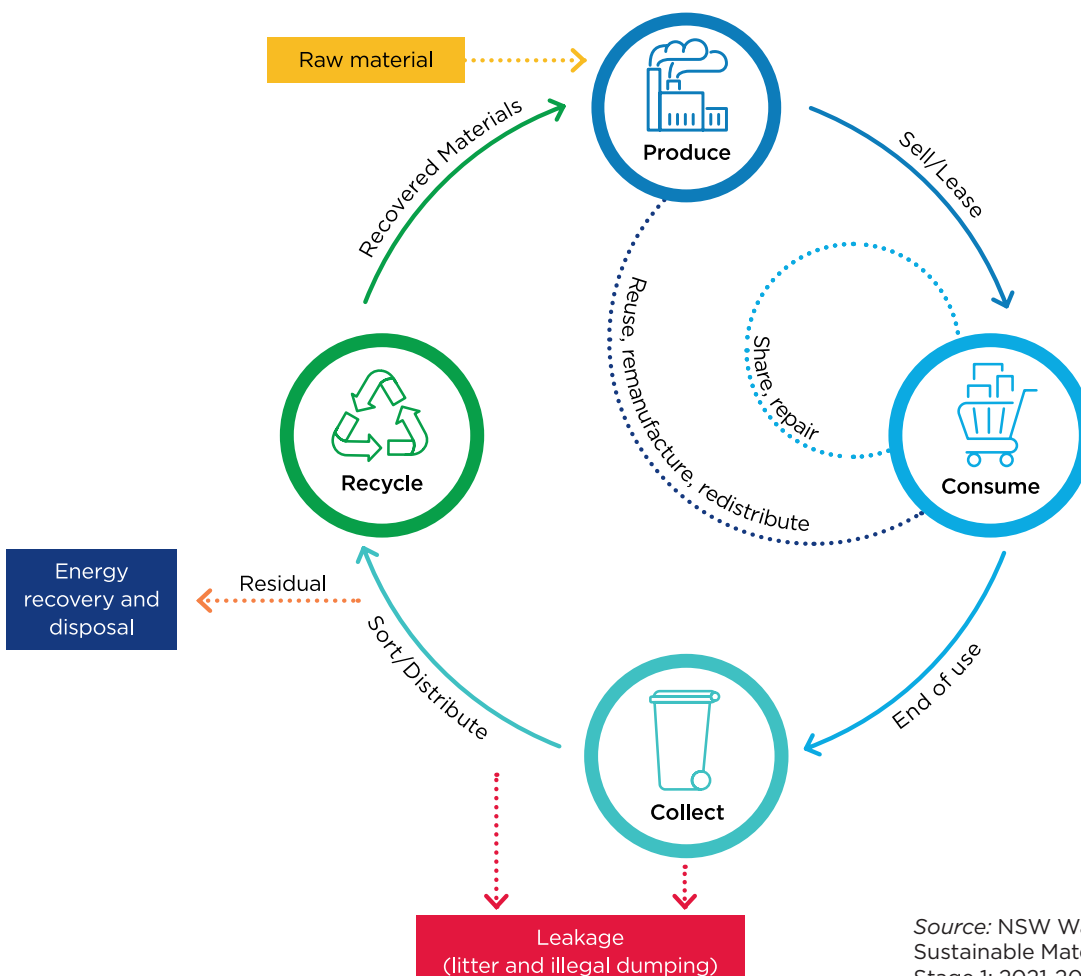 Raw material
Produce
Recovered Materials
Sell/Lease
Reuse, remanufacture, redistribute
Share, repair
Recycle
Consume
Energy
recovery and
disposal
Residual
Sort/Distribute
End of use
Collect
Leakage
(litter and illegal dumping)
Source: NSW
Sustainable